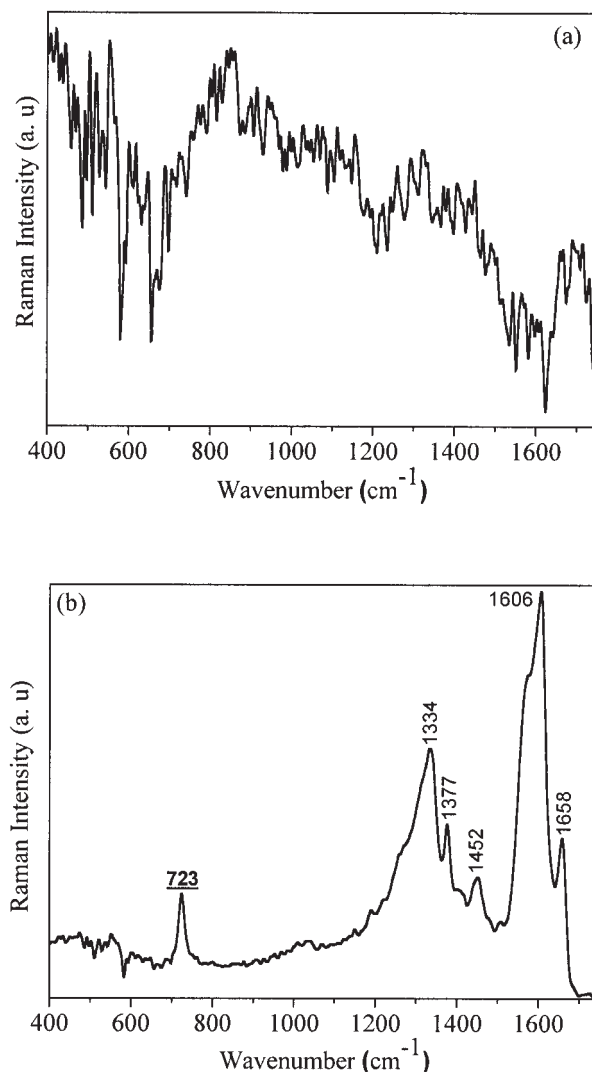 (a)
Raman Intensity (a. u)
400 600 800 1000 1200 1400 1600
Wavenumber (cm⁻¹)
(b)
1606
1334
1377
1658
1452
723
Raman Intensity (a. u)
400 600 800 1000 1200 1400 1600
Wavenumber (cm⁻¹)